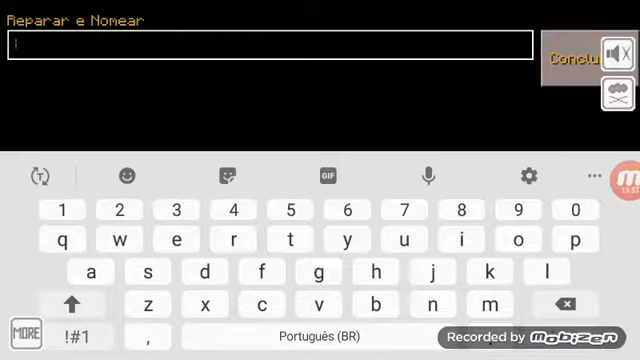 Reparar e Nomear
Conclu
T
GIF
1 2 3 4 5 6 7 8 9 0
q w e r t y u i o p
a s d f g h j k l
z x c v b n m
MORE !#1 , Português (BR)
Recorded by mobizen